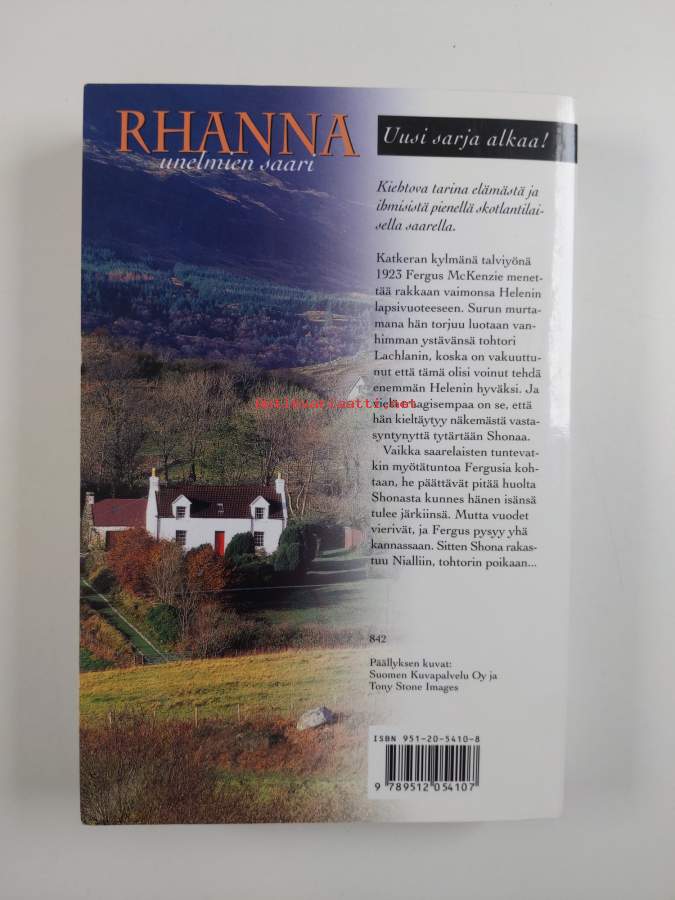 RHANNA
unelmien saari
Uusi sarja alkaa!
Kiehtova tarina elämästä ja
ihmisistä pienellä skotlantilai-
sella saarella.
Katkeran kylmänä talviyönä
1923 Fergus McKenzie menet-
tää rakkaan vaimonsa Helenin
lapsivuoteeseen. Surun murta-
mana hän torjuu luotaan van-
himman ystävänsä tohtori
Lachlanin, koska on vakuuttu-
nut että tämä olisi voinut tehdä
enemmän Helenin hyväksi. Ja
antikvariaatti.net
se, että
hän kieltäytyy näkemästä vasta-
syntynyttä tytärtään Shonaa.
Vaikka saarelaisten tuntevat-
kin myötätuntoa Fergusia koh-
taan, he päättävät pitää huolta
Shonasta kunnes hänen isänsä
tulee järkiinsä. Mutta vuodet
vierivät, ja Fergus pysyy yhä
kannassaan. Sitten Shona rakas-
tuu Nialliin, tohtorin poikaan...
842
Päällyksen kuvat:
Suomen Kuvapalvelu Oy ja
Tony Stone Images
ISBN 951-20-5410-8
9 789512 054107